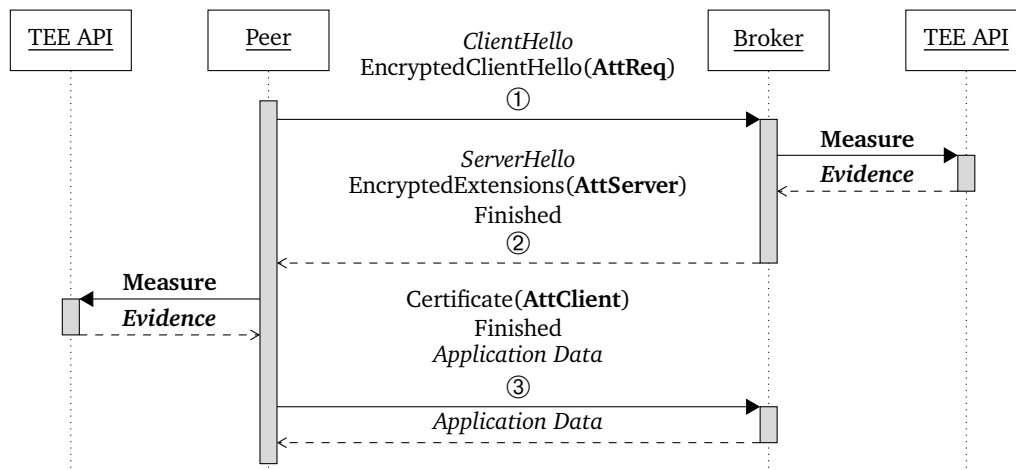 TEE API
Peer
Broker
TEE API
ClientHello
EncryptedClientHello(AttReq)
①
Measure
Evidence
ServerHello
EncryptedExtensions(AttServer)
Finished
②
Measure
Evidence
Certificate(AttClient)
Finished
Application Data
③
Application Data